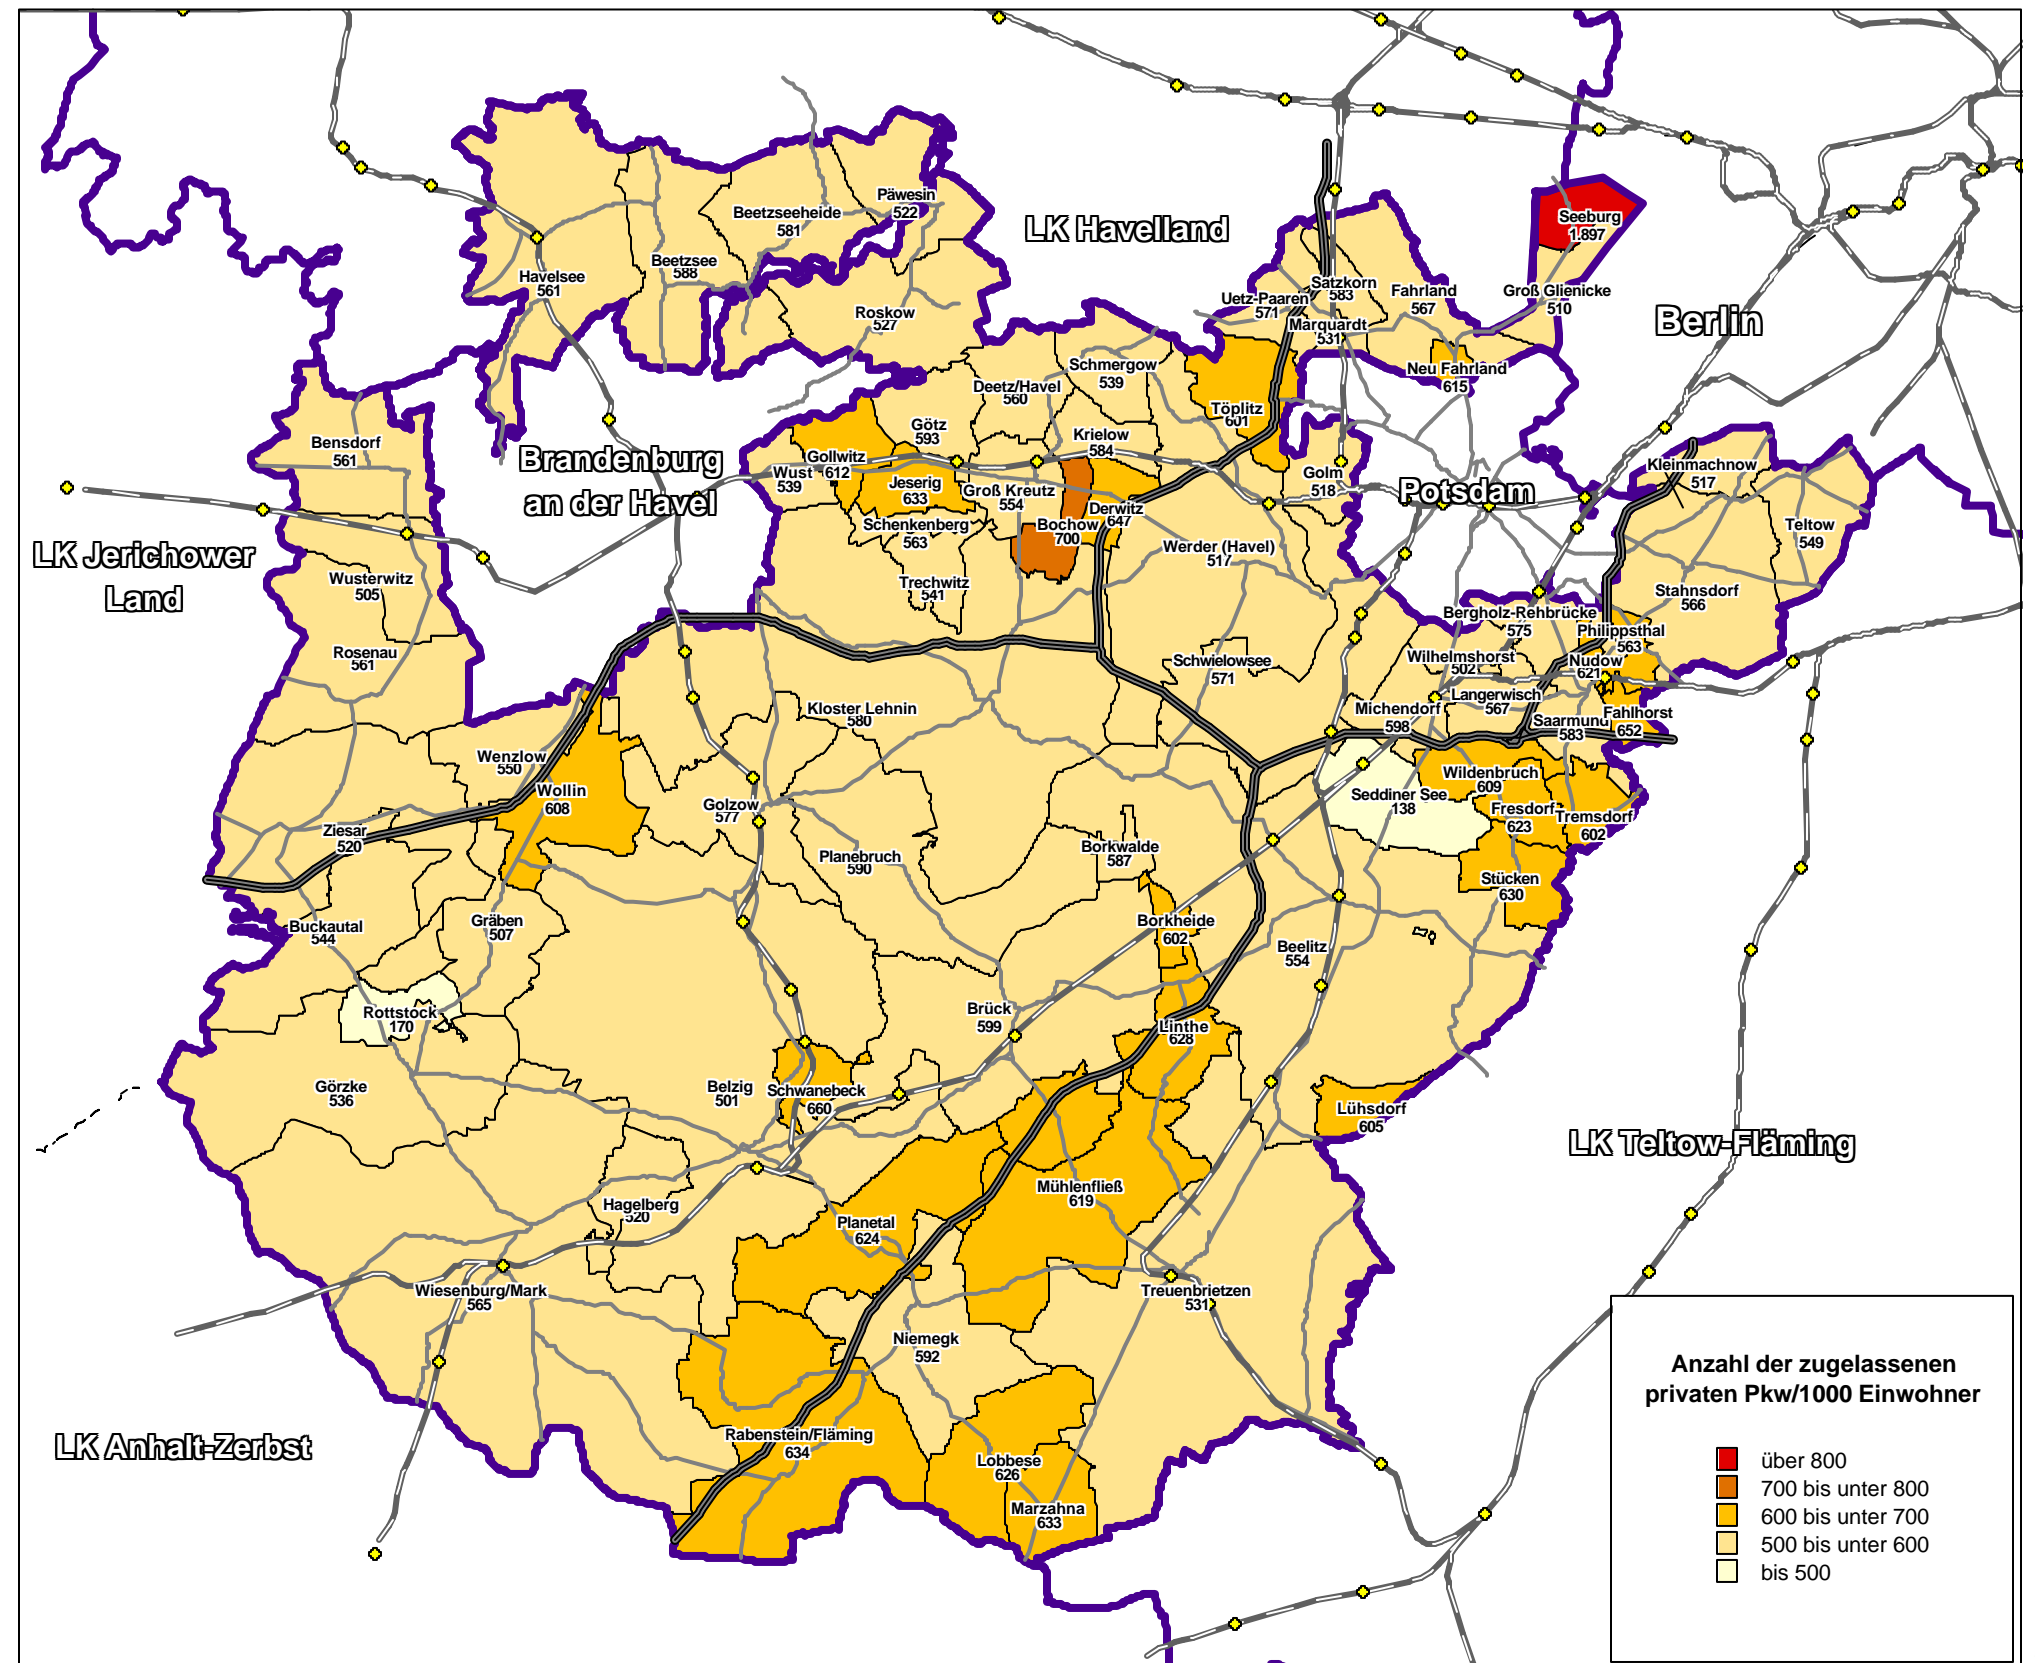 Päwesin
522
Beetzseeheide
581
LK Havelland
Seeburg
1.897
Beetzsee
588
Havelsee
561
Satzkorn
583
Fahrland
567
Groß Glienicke
510
Uetz-Paaren
571
Roskow
527
Marquardt
531
Berlin
Schmergow
539
Neu Fahrland
615
Deetz/Havel
560
Töplitz
601
Götz
593
Krielow
584
Bensdorf
561
Brandenburg
an der Havel
Gollwitz
612
Wust
539
Golm
518
Kleinmachnow
517
Jeserig
633
Groß Kreutz
554
Potsdam
Derwitz
647
Schenkenberg
563
Bochow
700
Teltow
549
LK Jerichower
Land
Werder (Havel)
517
Wusterwitz
505
Trechwitz
541
Stahnsdorf
566
Bergholz-Rehbrücke
575
Philippsthal
563
Rosenau
561
Schwielowsee
571
Wilhelmshorst
502
Nudow
621
Langerwisch
567
Kloster Lehnin
580
Michendorf
598
Saarmund
583
Fahlhorst
652
Wenzlow
550
Wildenbruch
609
Wollin
608
Golzow
577
Seddiner See
138
Fresdorf
623
Tremsdorf
602
Ziesar
520
Borkwalde
587
Planebruch
590
Stücken
630
Buckautal
544
Gräben
507
Borkheide
602
Beelitz
554
Rottstock
170
Brück
599
Linthe
628
Görzke
536
Belzig
501
Schwanebeck
660
Lühsdorf
605
LK Teltow-Fläming
Mühlenfließ
619
Hagelberg
520
Planetal
624
Wiesenburg/Mark
565
Treuenbrietzen
531
Niemegk
592
Anzahl der zugelassenen
privaten Pkw/1000 Einwohner
LK Anhalt-Zerbst
Rabenstein/Fläming
634
Lobbese
626
Marzahna
633
über 800
700 bis unter 800
600 bis unter 700
500 bis unter 600
bis 500